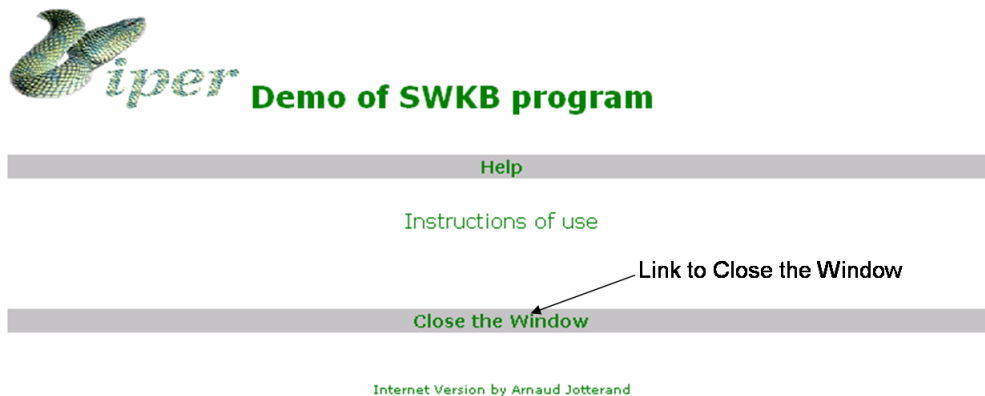 Viper
Demo of SWKB program
Help
Instructions of use
Link to Close the Window
Close the Window
Internet Version by Arnaud Jotterand